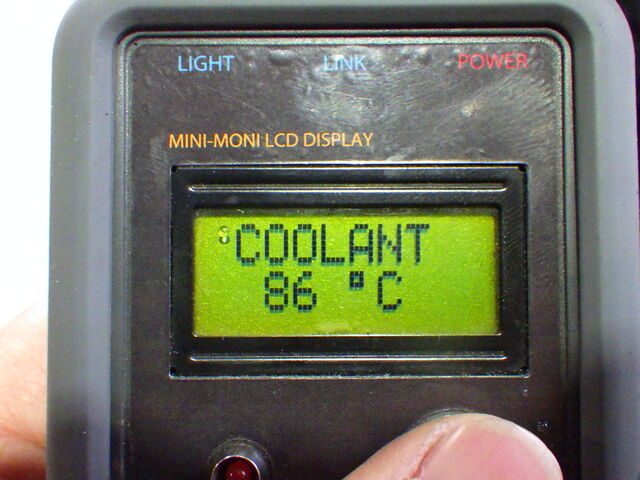 LIGHT LINK POWER
MINI-MONI LCD DISPLAY
COOLANT
86 °C